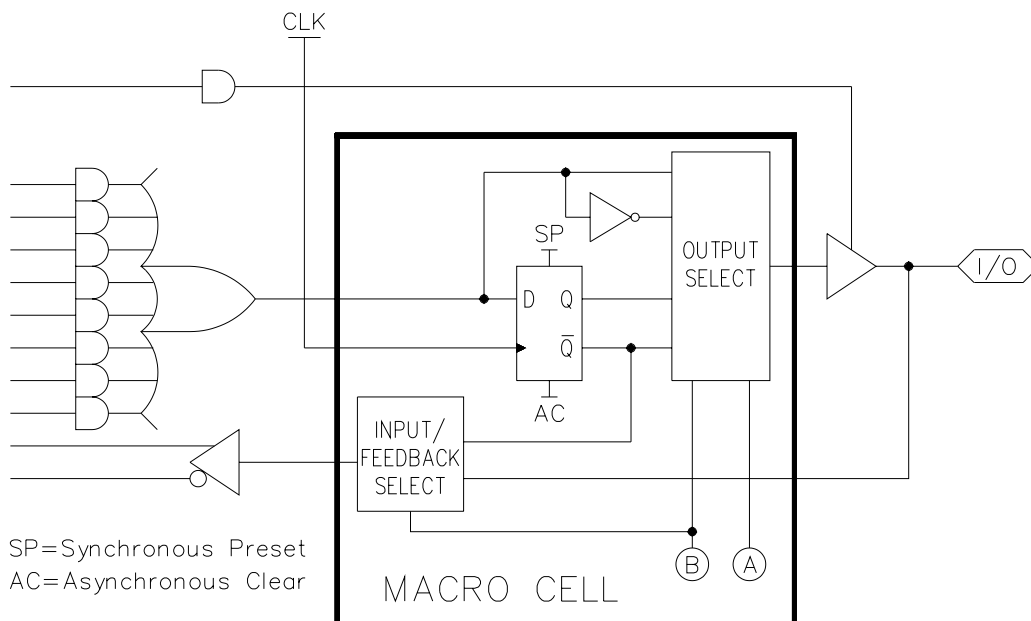 CLK
SP
OUTPUT
SELECT
I/O
D Q
Q̅
AC
INPUT/
FEEDBACK
SELECT
SP=Synchronous Preset
AC=Asynchronous Clear
B A
MACRO CELL